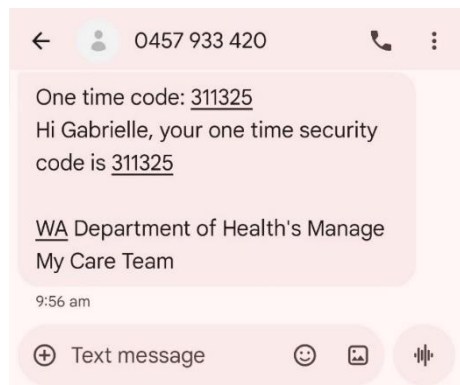 0457 933 420
One time code: 311325
Hi Gabrielle, your one time security
code is 311325
WA Department of Health's Manage
My Care Team
9:56 am
Text message